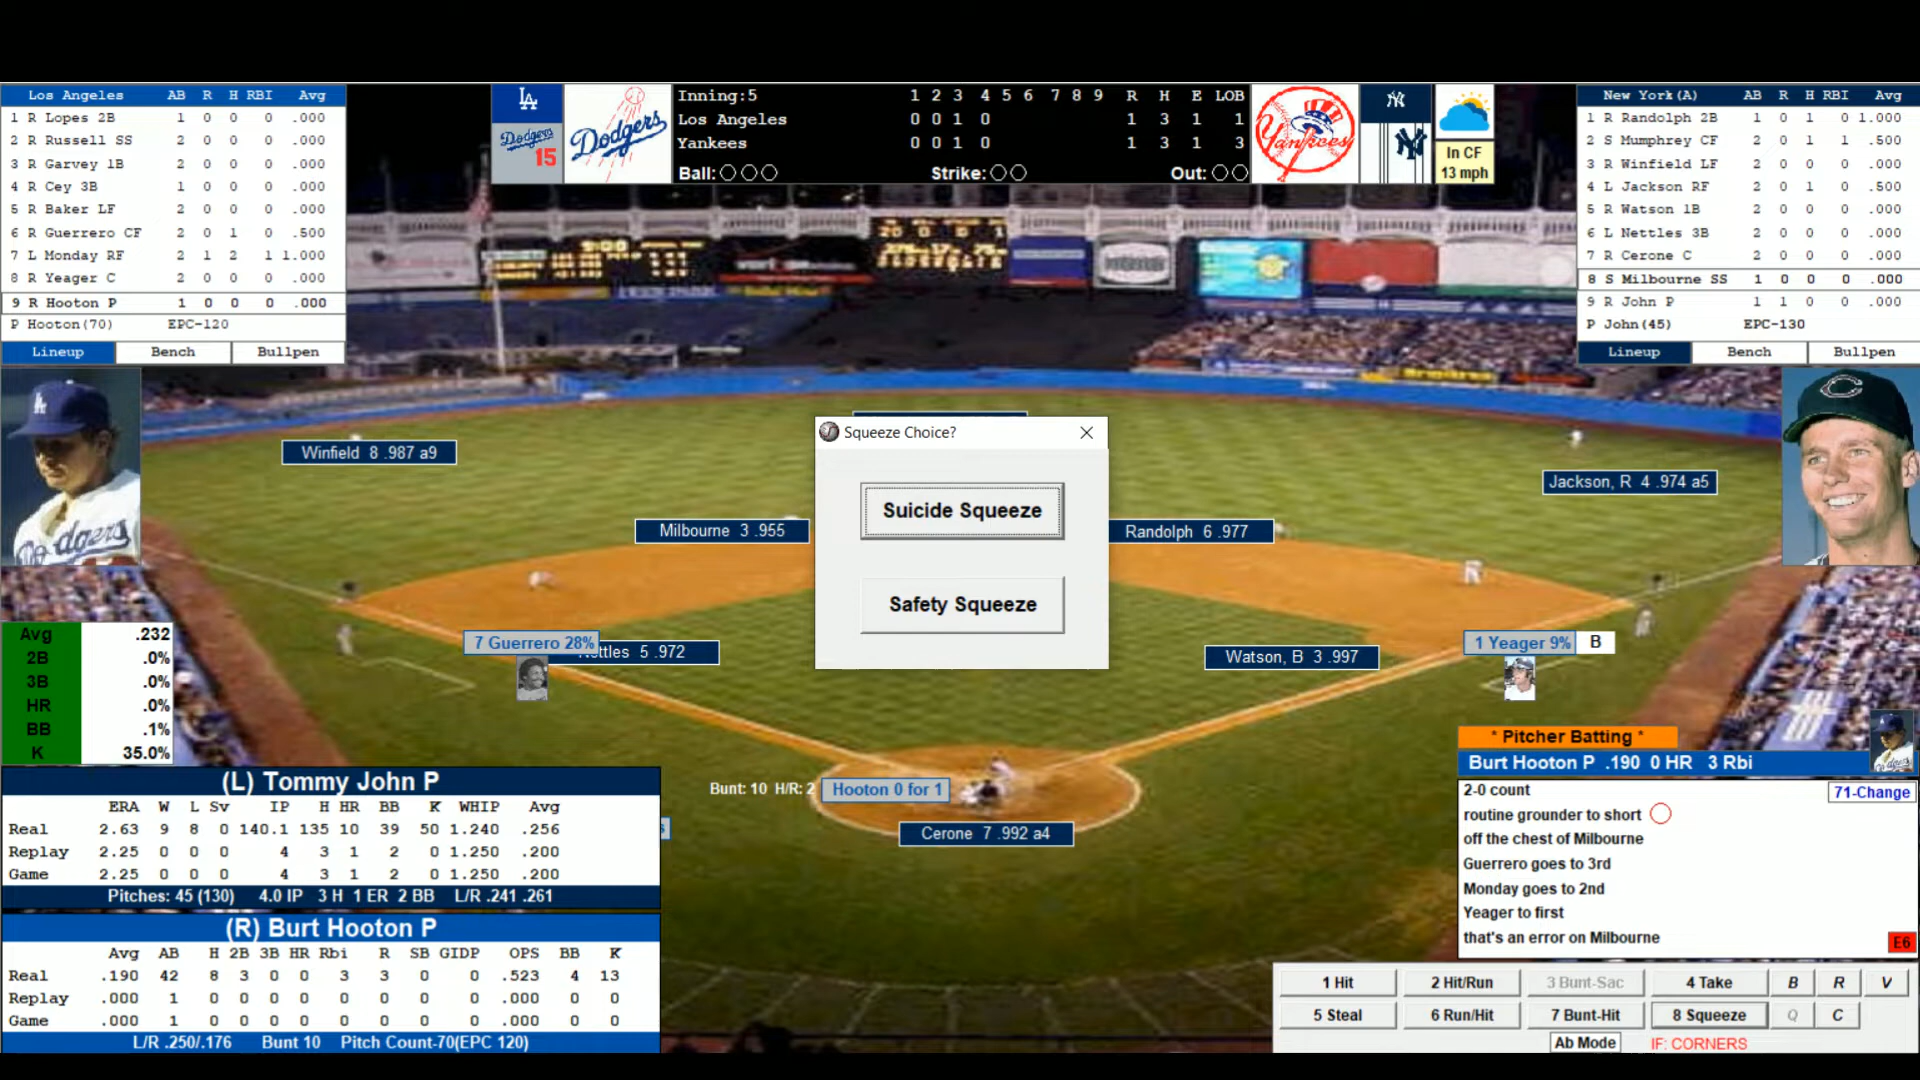 Los Angeles AB R H RBI Avg
1 R Lopes 2B 1 0 0 0 .000
2 R Russell SS 2 0 0 0 .000
3 R Garvey 1B 2 0 0 0 .000
4 R Cey 3B 1 0 0 0 .000
5 R Baker LF 2 0 0 0 .000
6 R Guerrero CF 2 0 1 0 .500
7 L Monday RF 2 1 2 1 1.000
8 R Yeager C 2 0 0 0 .000
9 R Hooton P 1 0 0 0 .000
P Hooton(70) EPC-120
Lineup Bench Bullpen
LA
Dodgers
15
Dodgers
Inning:5 1 2 3 4 5 6 7 8 9 R H E LOB
Los Angeles 0 0 1 0 1 3 1 1
Yankees 0 0 1 0 1 3 1 3
Ball: Strike: Out:
Yankees
NY
NY
In CF
13 mph
New York(A) AB R H RBI Avg
1 R Randolph 2B 1 0 1 0 1.000
2 S Mumphrey CF 2 0 1 1 .500
3 R Winfield LF 2 0 0 0 .000
4 L Jackson RF 2 0 1 0 .500
5 R Watson 1B 2 0 0 0 .000
6 L Nettles 3B 2 0 0 0 .000
7 R Cerone C 2 0 0 0 .000
8 S Milbourne SS 1 0 0 0 .000
9 R John P 1 1 0 0 .000
P John(45) EPC-130
Lineup Bench Bullpen
Squeeze Choice?
Suicide Squeeze
Safety Squeeze
Winfield 8 .987 a9
Jackson, R 4 .974 a5
Milbourne 3 .955
Randolph 6 .977
7 Guerrero 28%
Nettles 5 .972
Watson, B 3 .997
1 Yeager 9% B
Avg .232
2B .0%
3B .0%
HR .0%
BB .1%
K 35.0%
(L) Tommy John P
ERA W L Sv IP H HR BB K WHIP Avg
Real 2.63 9 8 0 140.1 135 10 39 50 1.240 .256
Replay 2.25 0 0 0 4 3 1 2 0 1.250 .200
Game 2.25 0 0 0 4 3 1 2 0 1.250 .200
Pitches: 45 (130) 4.0 IP 3 H 1 ER 2 BB L/R .241 .261
(R) Burt Hooton P
Avg AB H 2B 3B HR Rbi R SB GIDP OPS BB K
Real .190 42 8 3 0 0 3 3 0 0 .523 4 13
Replay .000 1 0 0 0 0 0 0 0 0 .000 0 0
Game .000 1 0 0 0 0 0 0 0 0 .000 0 0
L/R .250/.176 Bunt 10 Pitch Count-70(EPC 120)
Bunt: 10 H/R: 2
Hooton 0 for 1
Cerone 7 .992 a4
* Pitcher Batting *
Burt Hooton P .190 0 HR 3 Rbi
71-Change
2-0 count
routine grounder to short
off the chest of Milbourne
Guerrero goes to 3rd
Monday goes to 2nd
Yeager to first
that's an error on Milbourne
E6
1 Hit 2 Hit/Run 3 Bunt-Sac 4 Take B R V
5 Steal 6 Run/Hit 7 Bunt-Hit 8 Squeeze Q C
Ab Mode IF: CORNERS